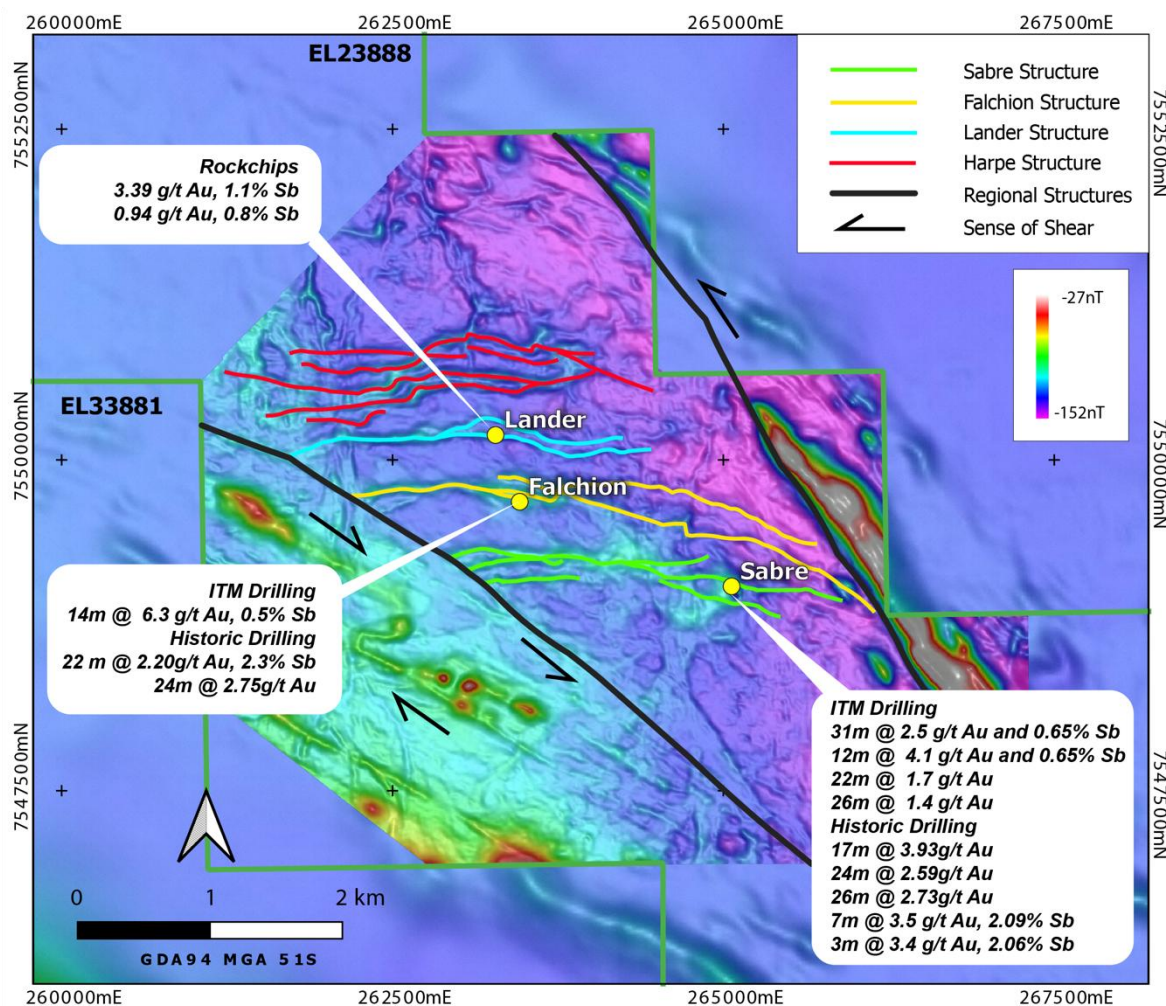 260000mE 262500mE 265000mE 267500mE
EL23888
Sabre Structure
Falchion Structure
Lander Structure
Harpe Structure
Regional Structures
Sense of Shear
7552500mN
7552500mN
Rockchips
3.39 g/t Au, 1.1% Sb
0.94 g/t Au, 0.8% Sb
-27nT
-152nT
EL33881
Lander
7550000mN
7550000mN
Falchion
Sabre
ITM Drilling
14m @ 6.3 g/t Au, 0.5% Sb
Historic Drilling
22 m @ 2.20g/t Au, 2.3% Sb
24m @ 2.75g/t Au
ITM Drilling
31m @ 2.5 g/t Au and 0.65% Sb
12m @ 4.1 g/t Au and 0.65% Sb
22m @ 1.7 g/t Au
26m @ 1.4 g/t Au
Historic Drilling
17m @ 3.93g/t Au
24m @ 2.59g/t Au
26m @ 2.73g/t Au
7m @ 3.5 g/t Au, 2.09% Sb
3m @ 3.4 g/t Au, 2.06% Sb
7547500mN
7547500mN
0 1 2 km
GDA94 MGA 51S
260000mE 262500mE 265000mE 267500mE